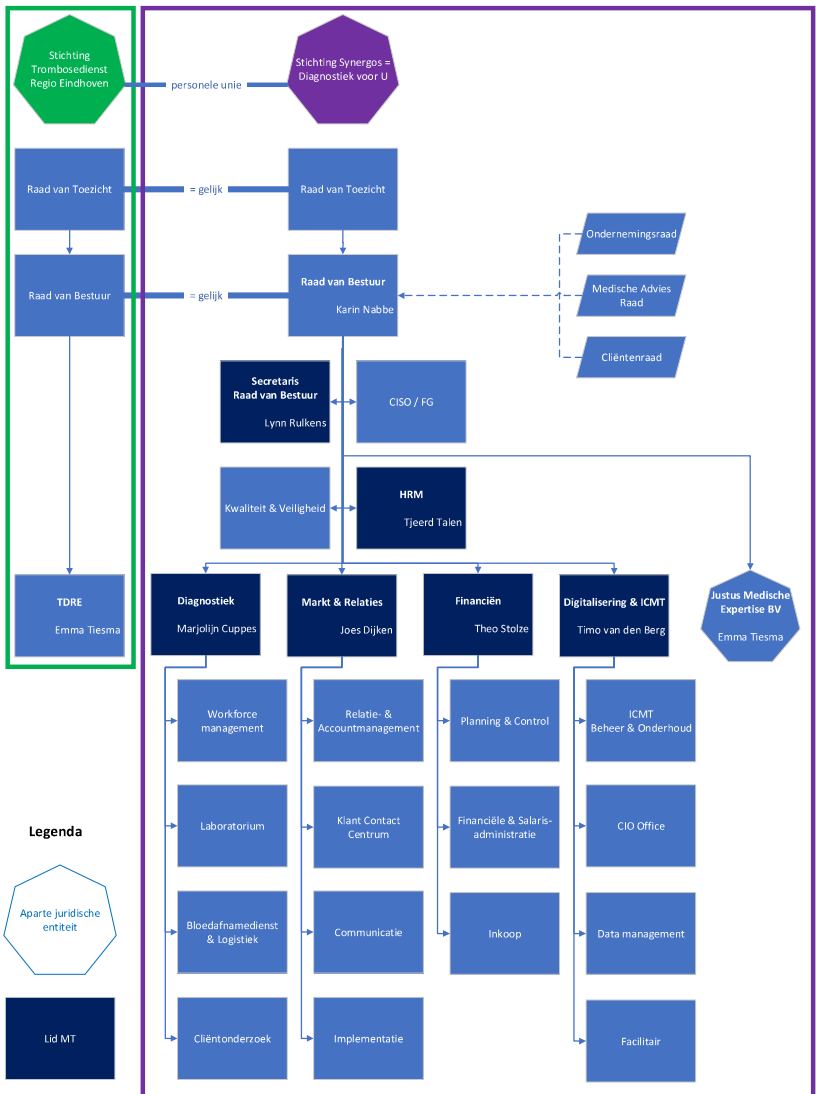 Stichting
Trombosedienst
Regio Eindhoven
personele unie
Stichting Synergos =
Diagnostiek voor U
Raad van Toezicht
= gelijk
Raad van Toezicht
Raad van Bestuur
= gelijk
Raad van Bestuur
Karin Nabbe
Ondernemingsraad
Medische Advies
Raad
Cliëntenraad
Secretaris
Raad van Bestuur
Lynn Rulkens
CISO / FG
Kwaliteit & Veiligheid
HRM
Tjeerd Talen
TDRE
Emma Tiesma
Diagnostiek
Marjolijn Cuppes
Markt & Relaties
Joes Dijken
Financiën
Theo Stolze
Digitalisering & ICMT
Timo van den Berg
Justus Medische
Expertise BV
Emma Tiesma
Workforce
management
Relatie- &
Accountmanagement
Planning & Control
ICMT
Beheer & Onderhoud
Laboratorium
Klant Contact
Centrum
Financiële & Salaris-
administratie
CIO Office
Bloedafnamedienst
& Logistiek
Communicatie
Inkoop
Data management
Cliëntonderzoek
Implementatie
Facilitair
Legenda
Aparte juridische
entiteit
Lid MT